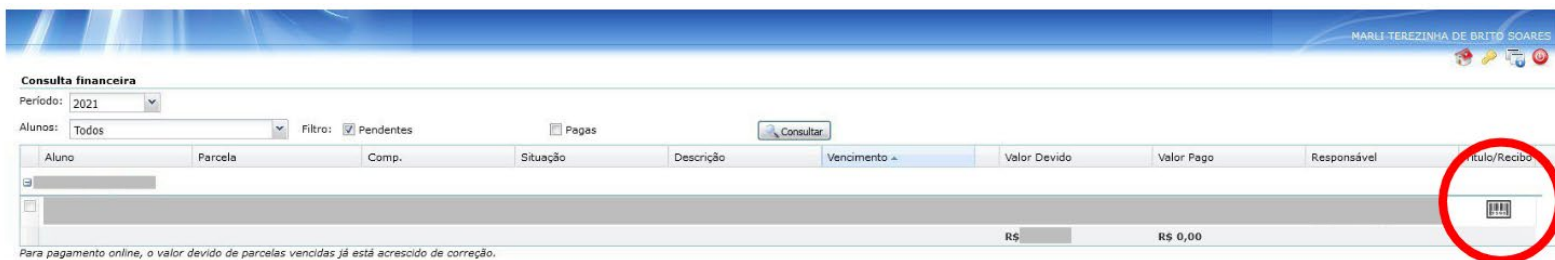 MARLI TEREZINHA DE BRITO SOARES
Consulta financeira
Período: 2021
Alunos: Todos Filtro: Pendentes Pagas Consultar
Aluno Parcela Comp. Situação Descrição Vencimento Valor Devido Valor Pago Responsável Título/Recibo
R$ R$ 0,00
Para pagamento online, o valor devido de parcelas vencidas já está acrescido de correção.